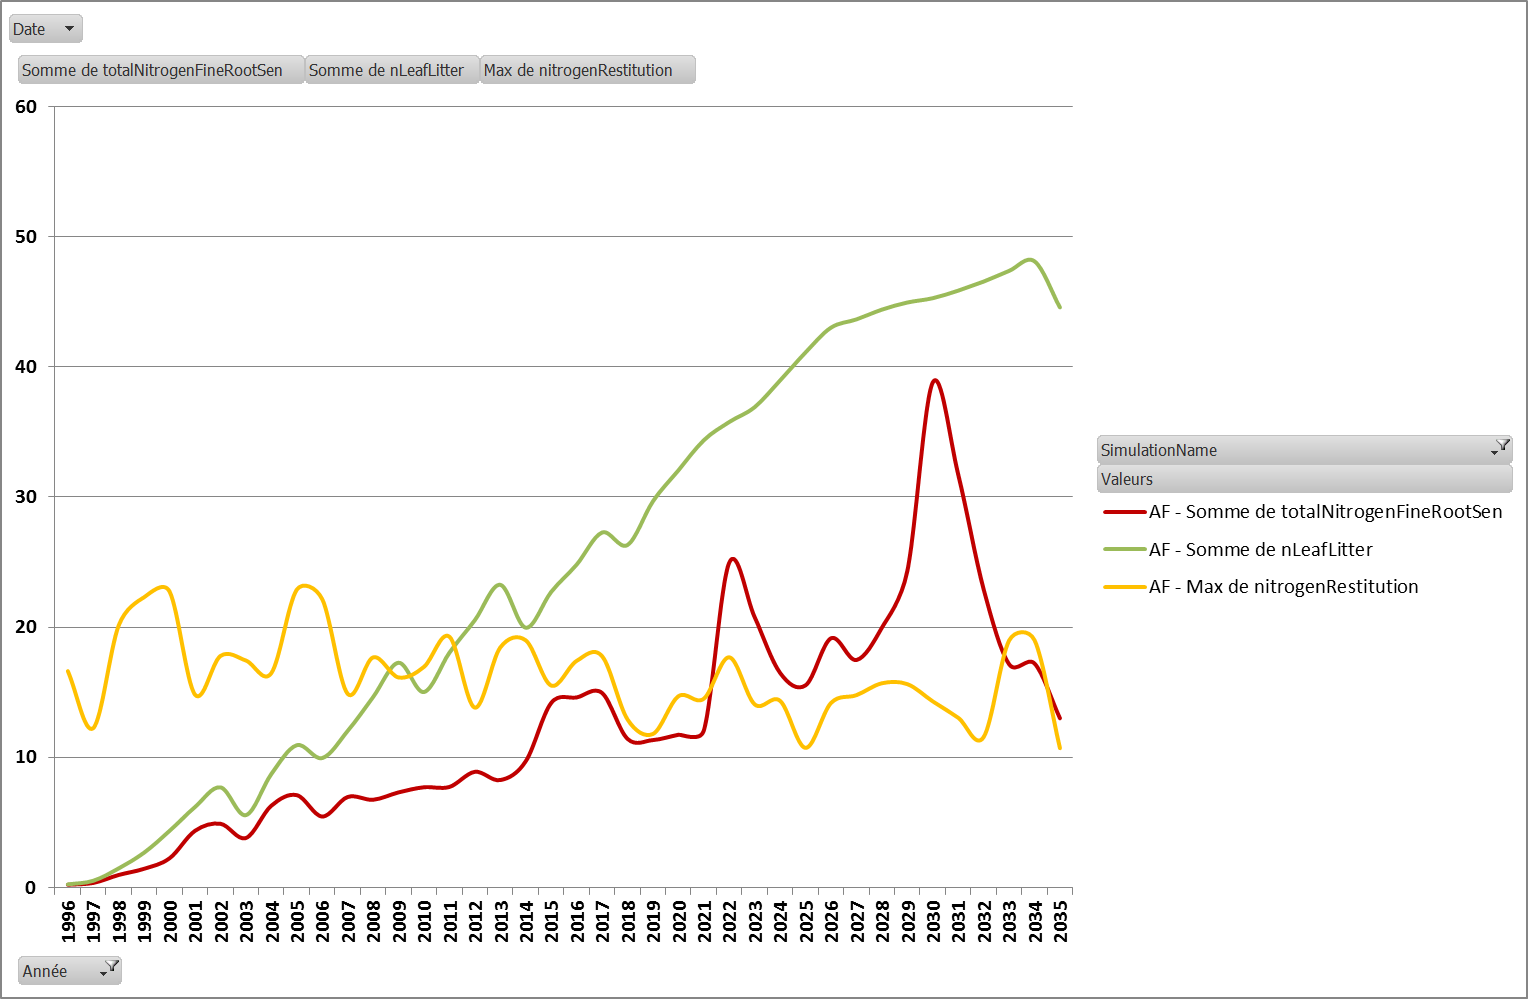 Date
Somme de totalNitrogenFineRootSen Somme de nLeafLitter Max de nitrogenRestitution
60
50
40
30
20
10
0
SimulationName
Valeurs
AF - Somme de totalNitrogenFineRootSen
AF - Somme de nLeafLitter
AF - Max de nitrogenRestitution
1996 1997 1998 1999 2000 2001 2002 2003 2004 2005 2006 2007 2008 2009 2010 2011 2012 2013 2014 2015 2016 2017 2018 2019 2020 2021 2022 2023 2024 2025 2026 2027 2028 2029 2030 2031 2032 2033 2034 2035
Année